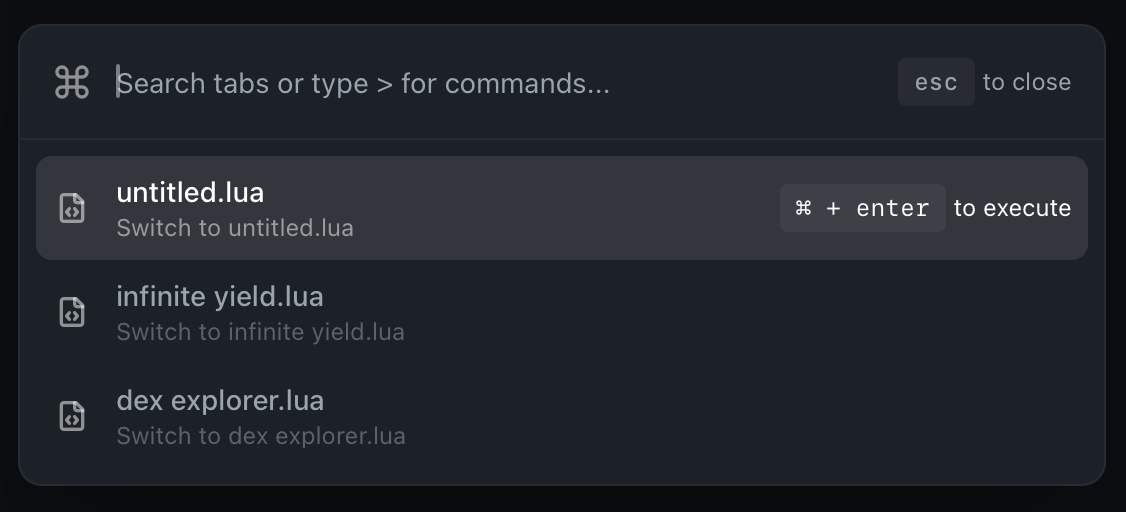 ⌘ Search tabs or type > for commands... esc to close
untitled.lua
Switch to untitled.lua
⌘ + enter to execute
infinite yield.lua
Switch to infinite yield.lua
dex explorer.lua
Switch to dex explorer.lua